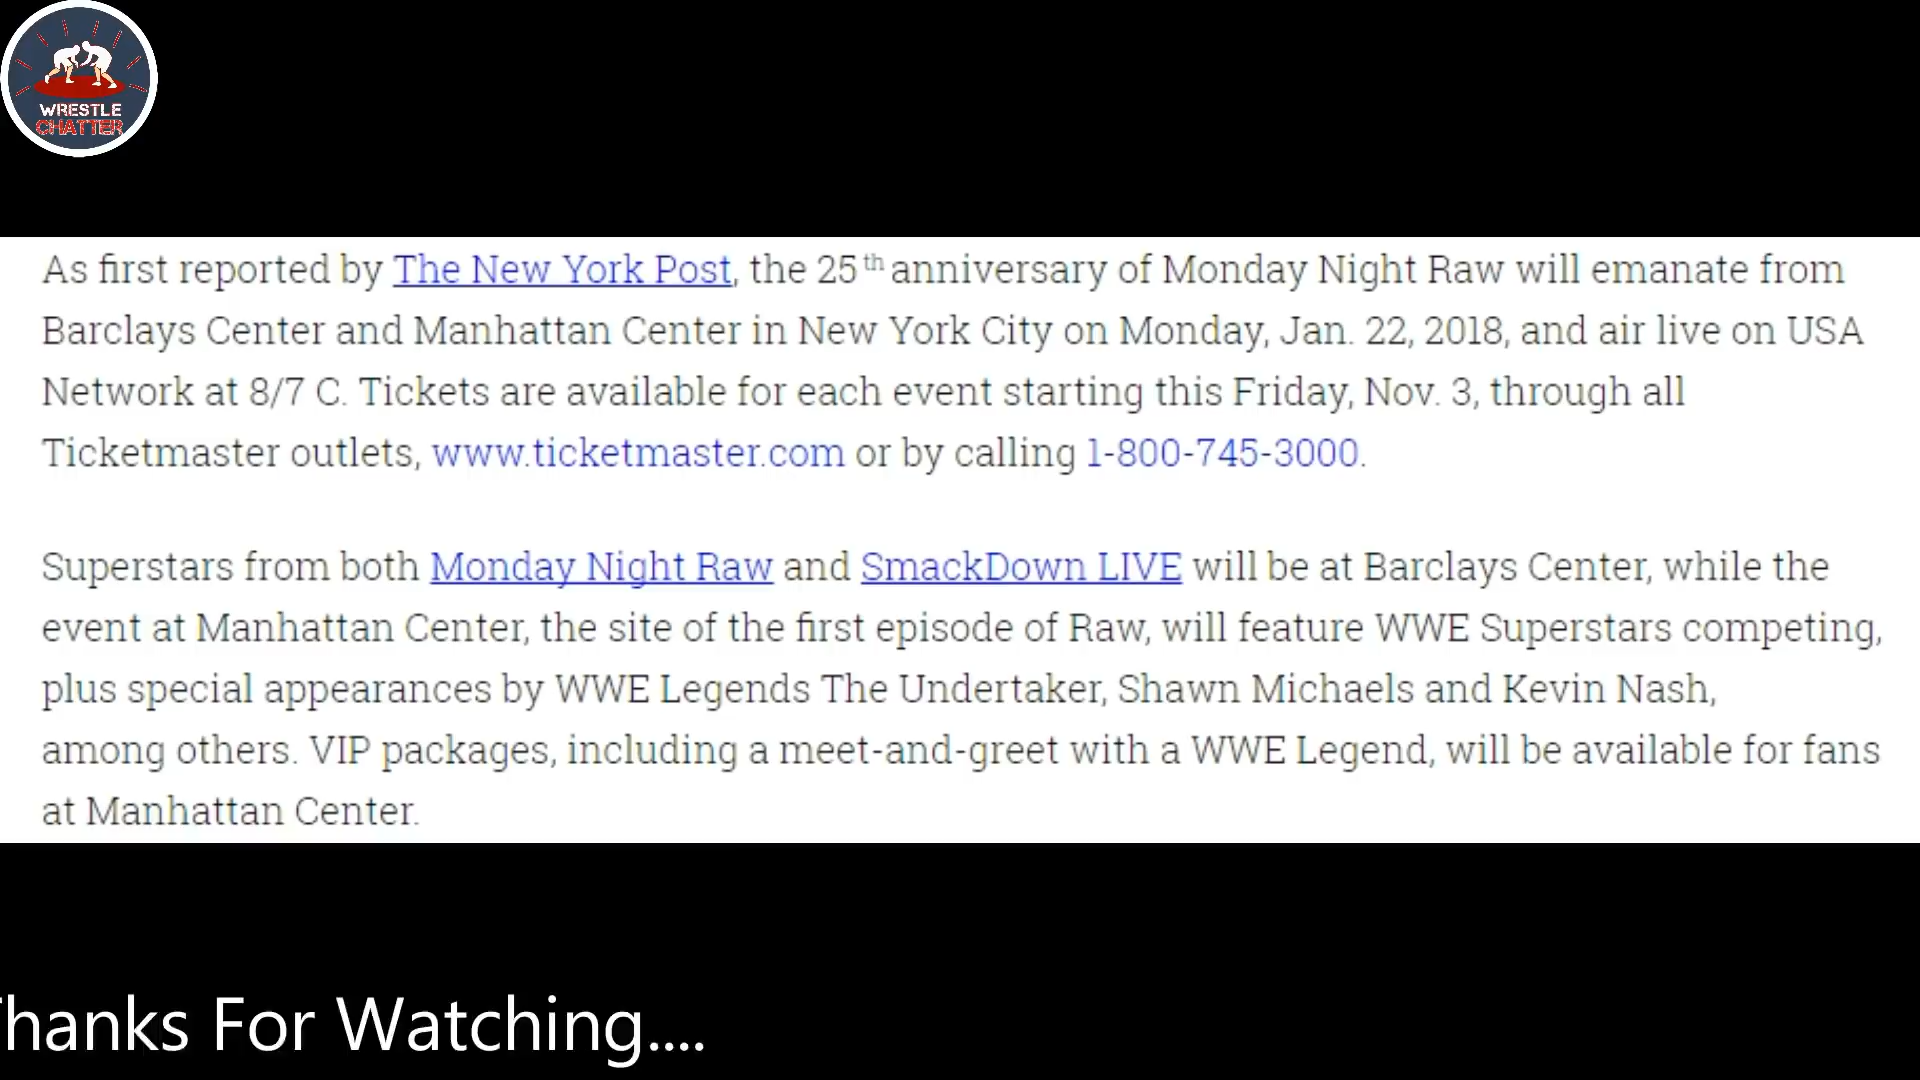 WRESTLE
CHATTER
As first reported by The New York Post, the 25th anniversary of Monday Night Raw will emanate from
Barclays Center and Manhattan Center in New York City on Monday, Jan. 22, 2018, and air live on USA
Network at 8/7 C. Tickets are available for each event starting this Friday, Nov. 3, through all
Ticketmaster outlets, www.ticketmaster.com or by calling 1-800-745-3000.
Superstars from both Monday Night Raw and SmackDown LIVE will be at Barclays Center, while the
event at Manhattan Center, the site of the first episode of Raw, will feature WWE Superstars competing,
plus special appearances by WWE Legends The Undertaker, Shawn Michaels and Kevin Nash,
among others. VIP packages, including a meet-and-greet with a WWE Legend, will be available for fans
at Manhattan Center.
hanks For Watching....